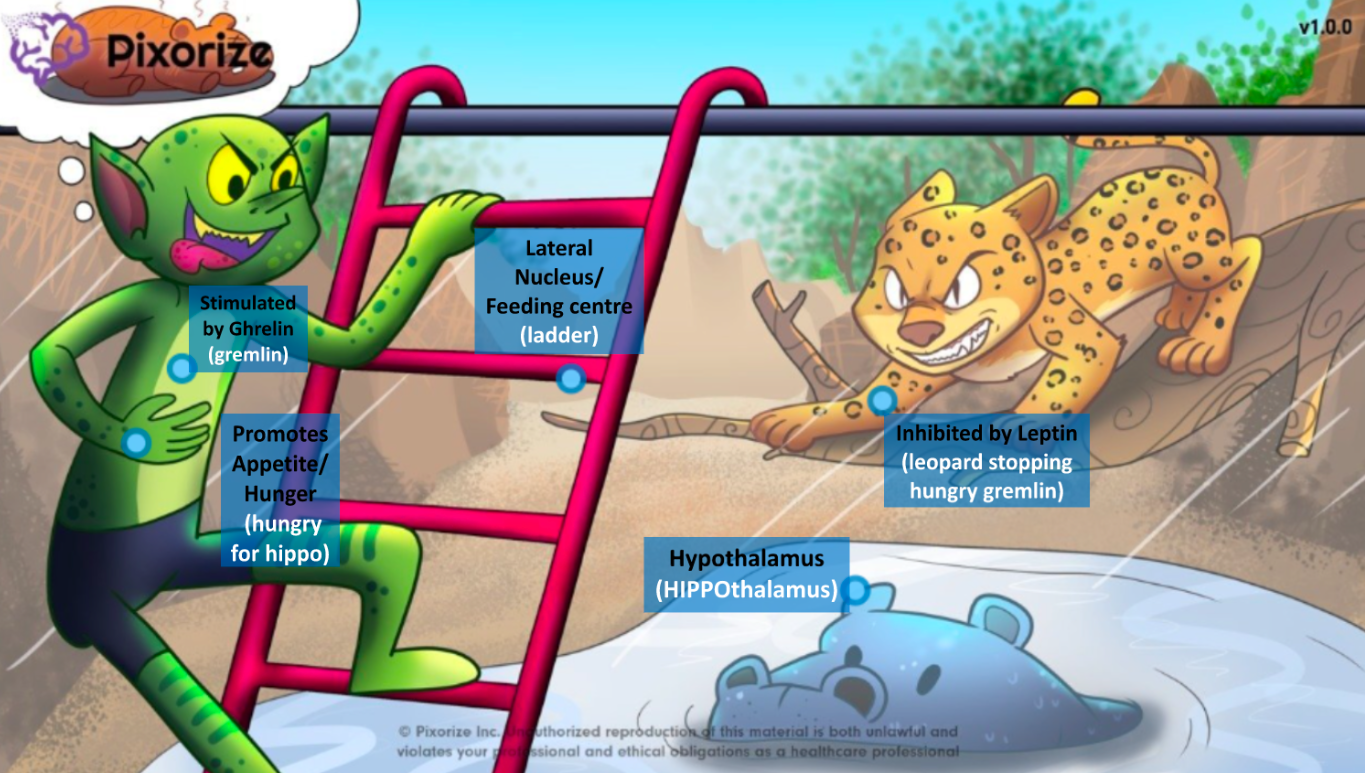 Pixorize
v1.0.0
Lateral
Nucleus/
Feeding centre
(ladder)
Stimulated
by Ghrelin
(gremlin)
Promotes
Appetite/
Hunger
(hungry
for hippo)
Inhibited by Leptin
(leopard stopping
hungry gremlin)
Hypothalamus
(HIPPOthalamus)
© Pixorize Inc. Unauthorized reproduction of this material is both unlawful and
violates your professional and ethical obligations as a healthcare professional